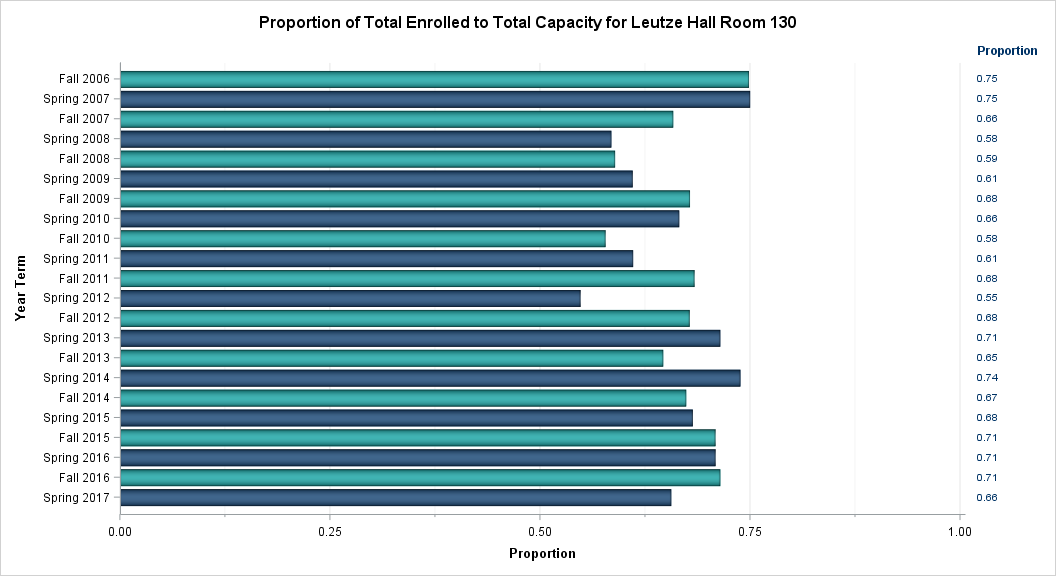 Proportion of Total Enrolled to Total Capacity for Leutze Hall Room 130
Proportion
Fall 2006 0.75
Spring 2007 0.75
Fall 2007 0.66
Spring 2008 0.58
Fall 2008 0.59
Spring 2009 0.61
Fall 2009 0.68
Spring 2010 0.66
Fall 2010 0.58
Spring 2011 0.61
Fall 2011 0.68
Spring 2012 0.55
Fall 2012 0.68
Spring 2013 0.71
Fall 2013 0.65
Spring 2014 0.74
Fall 2014 0.67
Spring 2015 0.68
Fall 2015 0.71
Spring 2016 0.71
Fall 2016 0.71
Spring 2017 0.66
Year Term
0.00 0.25 0.50 0.75 1.00
Proportion